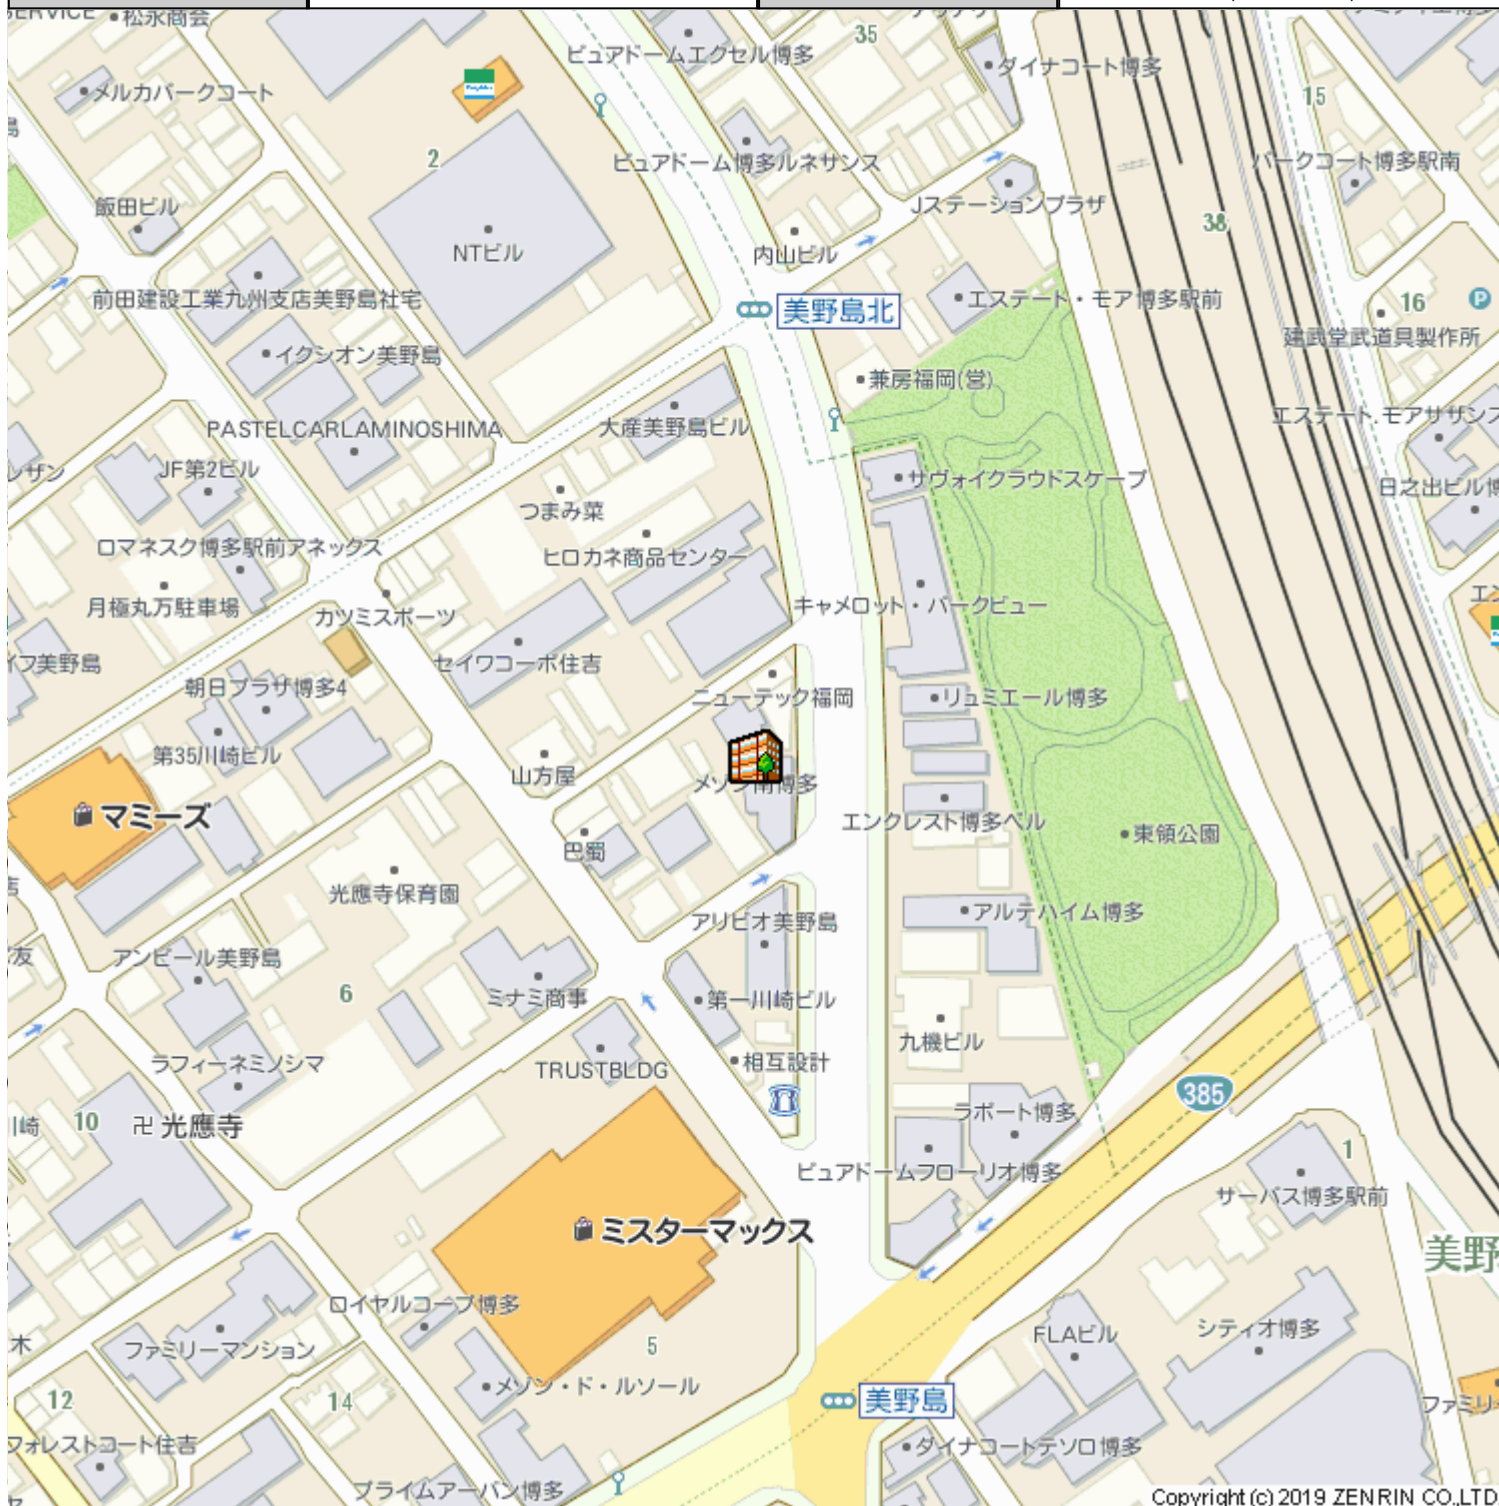 松永商会
ピュアドームエクセル博多
35
ダイナコート博多
メルカパークコート
FamilyMart
15
2
ピュアドーム博多ルネサンス
パークコート博多駅南
飯田ビル
Jステーションプラザ
38
NTビル
内山ビル
前田建設工業九州支店美野島社宅
エステート・モア博多駅前
16
P
美野島北
建武堂武道具製作所
イクシオン美野島
兼房福岡(営)
エステート.モアサザンス
PASTELCARLAMINOSHIMA
大産美野島ビル
JF第2ビル
サヴォイクラウドスケープ
日之出ビル博
つまみ菜
ロマネスク博多駅前アネックス
ヒロカネ商品センター
月極丸万駐車場
カツミスポーツ
キャメロット・パークビュー
イフ美野島
セイワコーポ住吉
朝日プラザ博多4
ニューテック福岡
リュミエール博多
第35川崎ビル
山方屋
メゾン南博多
マミーズ
エンクレスト博多ベル
東領公園
巴蜀
光應寺保育園
アリビオ美野島
アルテハイム博多
アンピール美野島
6
ミナミ商事
第一川崎ビル
九機ビル
ラフィーネミノシマ
TRUSTBLDG
相互設計
385
10
光應寺
ラポート博多
1
ピュアドームフローリオ博多
サーパス博多駅前
ミスターマックス
美野
ロイヤルコープ博多
木
ファミリーマンション
5
FLAビル
シティオ博多
12
14
メゾン・ド・ルソール
美野島
ファミリ
フォレストコート住吉
ダイナコートテソロ博多
プライムアーバン博多
Copyright (c) 2019 ZENRIN CO.,LTD